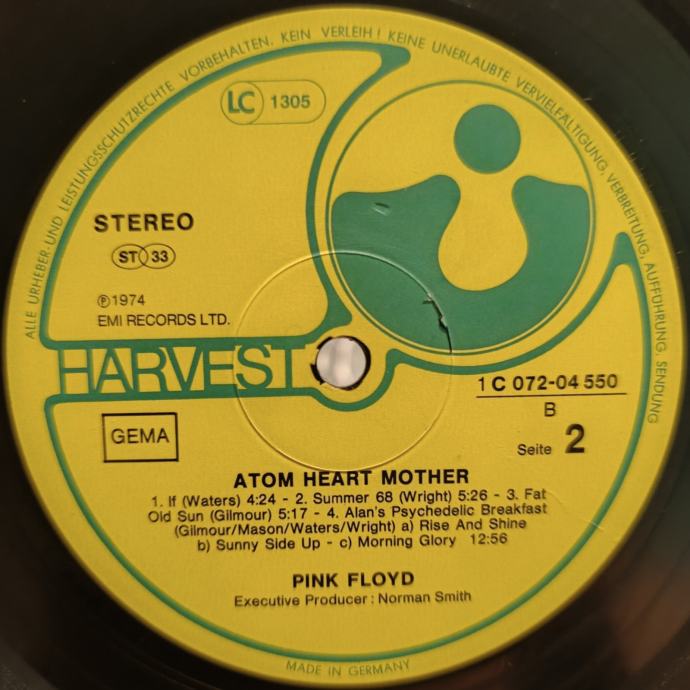 ALLE URHEBER- UND LEISTUNGSSCHUTZRECHTE VORBEHALTEN. KEIN VERLEIH! KEINE UNERLAUBTE VERVIELFÄLTIGUNG, VERBREITUNG, AUFFÜHRUNG, SENDUNG
LC 1305
STEREO
ST 33
℗1974
EMI RECORDS LTD.
HARVEST
1 C 072-04 550
B
GEMA
Seite 2
ATOM HEART MOTHER
1. If (Waters) 4:24 - 2. Summer 68 (Wright) 5:26 - 3. Fat
Old Sun (Gilmour) 5:17 - 4. Alan's Psychedelic Breakfast
(Gilmour/Mason/Waters/Wright) a) Rise And Shine
b) Sunny Side Up - c) Morning Glory 12:56
PINK FLOYD
Executive Producer : Norman Smith
MADE IN GERMANY